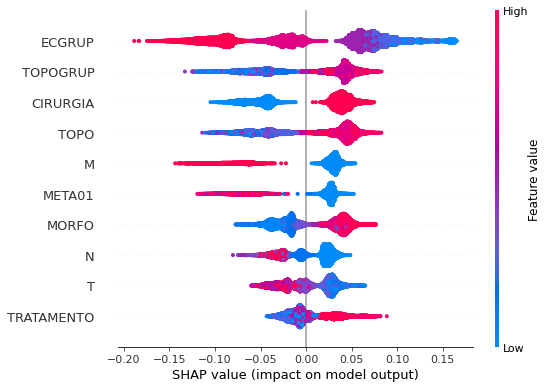 High
ECGRUP
TOPOGRUP
CIRURGIA
TOPO
M
META01
MORFO
N
T
TRATAMENTO
Low
Feature value
−0.20 −0.15 −0.10 −0.05 0.00 0.05 0.10 0.15
SHAP value (impact on model output)